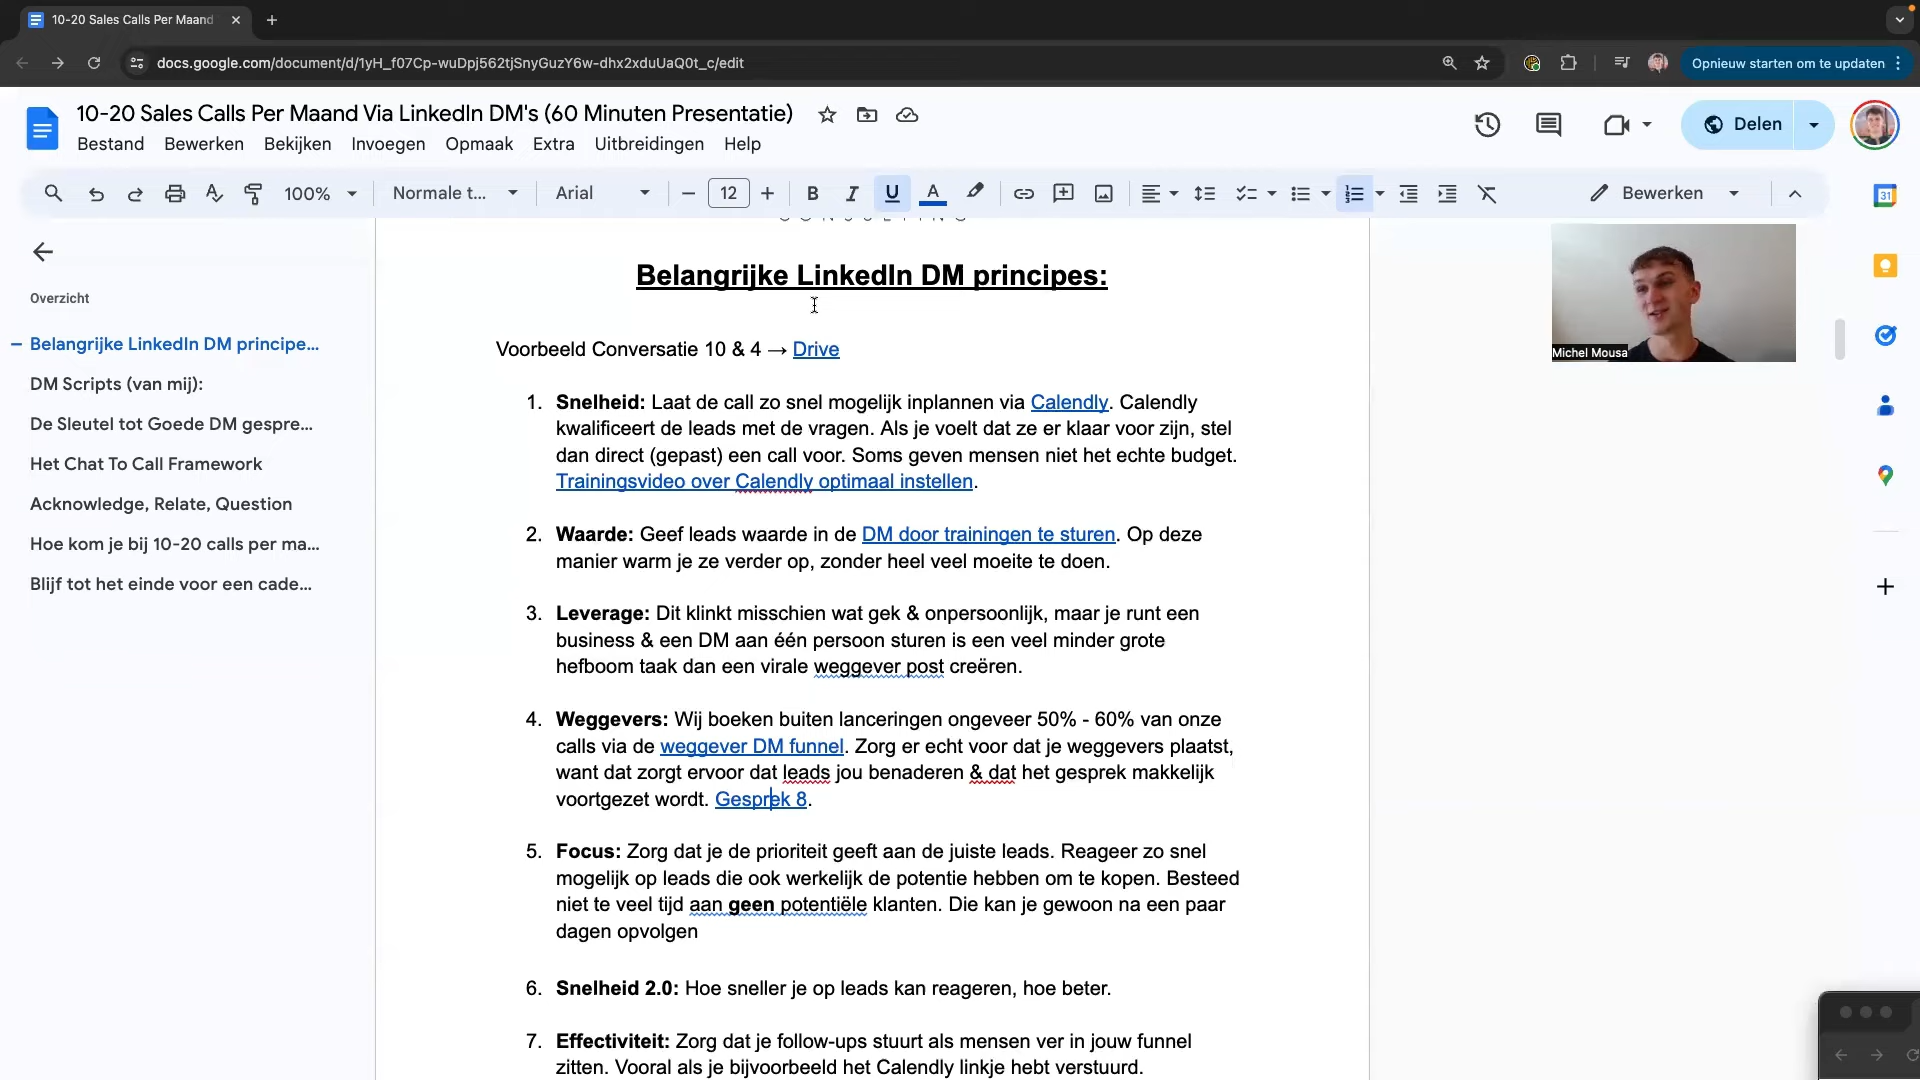 10-20 Sales Calls Per Maand
docs.google.com/document/d/1yH_f07Cp-wuDpj562tjSnyGuzY6w-dhx2xduUaQ0t_c/edit
Opnieuw starten om te updaten
10-20 Sales Calls Per Maand Via LinkedIn DM's (60 Minuten Presentatie)
Bestand Bewerken Bekijken Invoegen Opmaak Extra Uitbreidingen Help
Delen
100% Normale t... Arial 12 B I U A Bewerken
31
CONSULTING
Overzicht
Belangrijke LinkedIn DM principe...
DM Scripts (van mij):
De Sleutel tot Goede DM gespre...
Het Chat To Call Framework
Acknowledge, Relate, Question
Hoe kom je bij 10-20 calls per ma...
Blijf tot het einde voor een cade...
Belangrijke LinkedIn DM principes:
Voorbeeld Conversatie 10 & 4 → Drive
1. Snelheid: Laat de call zo snel mogelijk inplannen via Calendly. Calendly
kwalificeert de leads met de vragen. Als je voelt dat ze er klaar voor zijn, stel
dan direct (gepast) een call voor. Soms geven mensen niet het echte budget.
Trainingsvideo over Calendly optimaal instellen.
2. Waarde: Geef leads waarde in de DM door trainingen te sturen. Op deze
manier warm je ze verder op, zonder heel veel moeite te doen.
3. Leverage: Dit klinkt misschien wat gek & onpersoonlijk, maar je runt een
business & een DM aan één persoon sturen is een veel minder grote
hefboom taak dan een virale weggever post creëren.
4. Weggevers: Wij boeken buiten lanceringen ongeveer 50% - 60% van onze
calls via de weggever DM funnel. Zorg er echt voor dat je weggevers plaatst,
want dat zorgt ervoor dat leads jou benaderen & dat het gesprek makkelijk
voortgezet wordt. Gesprek 8.
5. Focus: Zorg dat je de prioriteit geeft aan de juiste leads. Reageer zo snel
mogelijk op leads die ook werkelijk de potentie hebben om te kopen. Besteed
niet te veel tijd aan geen potentiële klanten. Die kan je gewoon na een paar
dagen opvolgen
6. Snelheid 2.0: Hoe sneller je op leads kan reageren, hoe beter.
7. Effectiviteit: Zorg dat je follow-ups stuurt als mensen ver in jouw funnel
zitten. Vooral als je bijvoorbeeld het Calendly linkje hebt verstuurd.
Michel Mousa